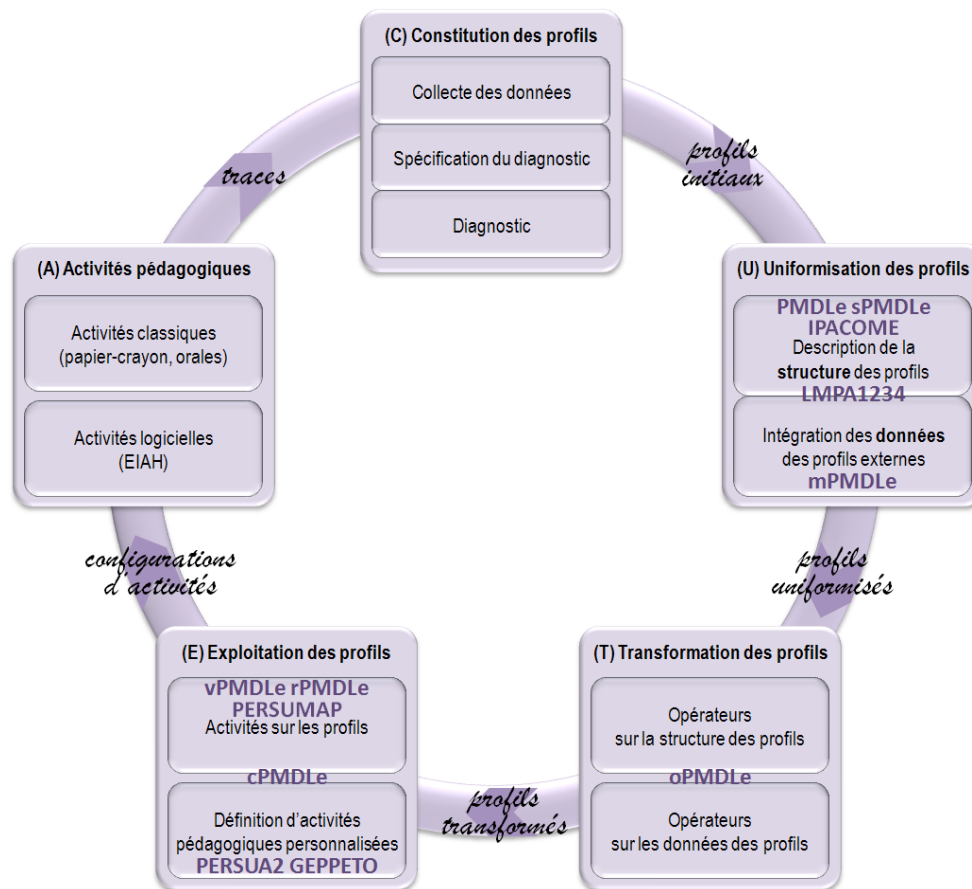 (C) Constitution des profils
Collecte des données
Spécification du diagnostic
Diagnostic
profils
initiaux
(U) Uniformisation des profils
PMDLe sPMDLe
IPACOME
Description de la
structure des profils
LMPA1234
Intégration des données
des profils externes
mPMDLe
profils
uniformisés
(T) Transformation des profils
Opérateurs
sur la structure des profils
oPMDLe
Opérateurs
sur les données des profils
profils
transformés
(E) Exploitation des profils
vPMDLe rPMDLe
PERSUMAP
Activités sur les profils
cPMDLe
Définition d'activités
pédagogiques personnalisées
PERSUA2 GEPPETO
configurations
d'activités
(A) Activités pédagogiques
Activités classiques
(papier-crayon, orales)
Activités logicielles
(EIAH)
traces